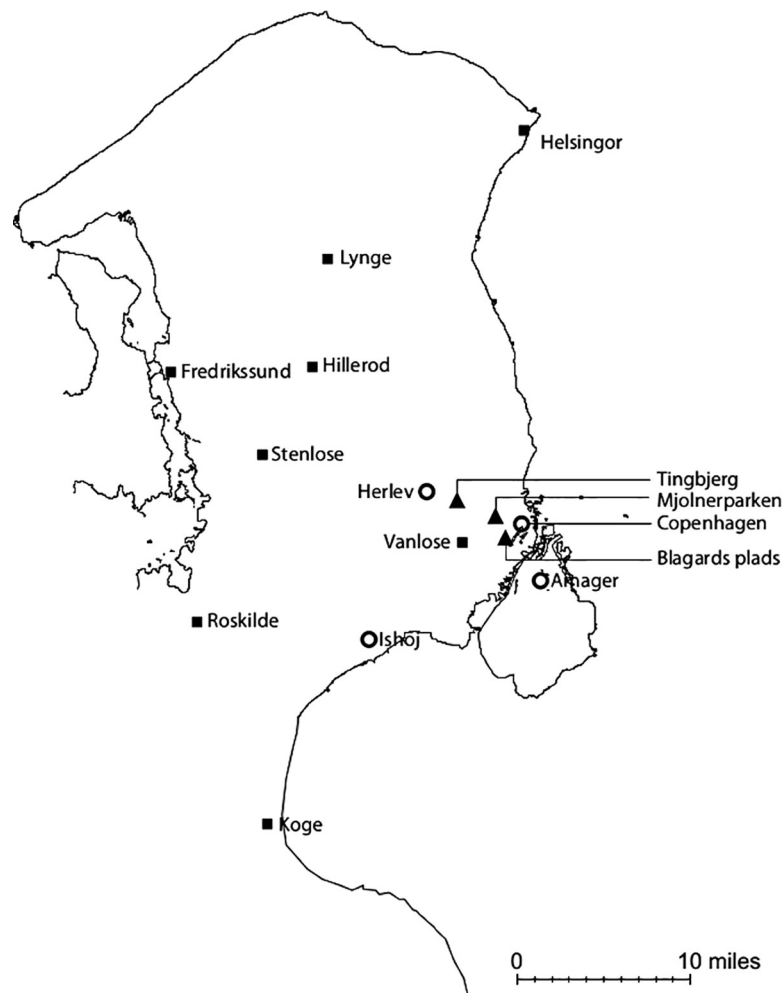 Helsingor
Lynge
Fredrikssund
Hillerod
Stenlose
Tingbjerg
Herlev
Mjolnerparken
Copenhagen
Vanlose
Blagards plads
Amager
Roskilde
Ishoj
Koge
0 10 miles